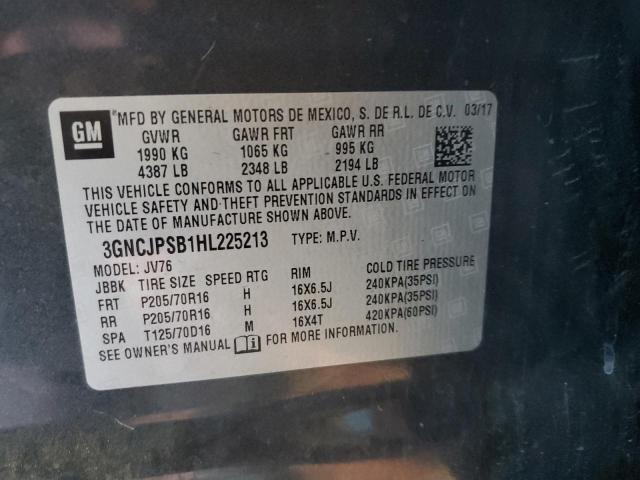 GM
MFD BY GENERAL MOTORS DE MEXICO, S. DE R.L. DE C.V. 03/17
GVWR GAWR FRT GAWR RR
1990 KG 1065 KG 995 KG
4387 LB 2348 LB 2194 LB
THIS VEHICLE CONFORMS TO ALL APPLICABLE U.S. FEDERAL MOTOR
VEHICLE SAFETY AND THEFT PREVENTION STANDARDS IN EFFECT ON
THE DATE OF MANUFACTURE SHOWN ABOVE.
3GNCJPSB1HL225213 TYPE: M.P.V.
MODEL: JV76
JBBK TIRE SIZE SPEED RTG RIM COLD TIRE PRESSURE
FRT P205/70R16 H 16X6.5J 240KPA(35PSI)
RR P205/70R16 H 16X6.5J 240KPA(35PSI)
SPA T125/70D16 M 16X4T 420KPA(60PSI)
SEE OWNER'S MANUAL FOR MORE INFORMATION.